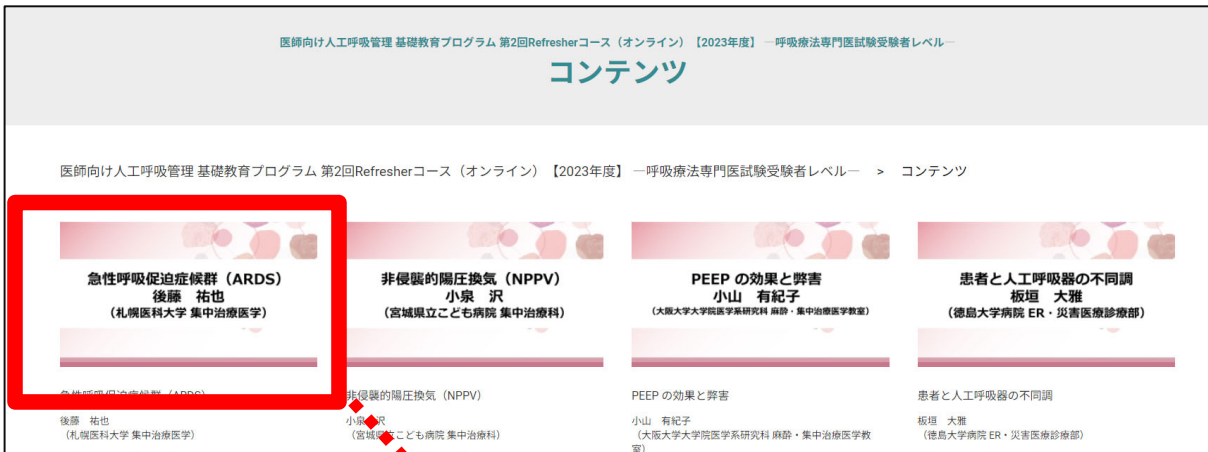 医師向け人工呼吸管理 基礎教育プログラム 第2回Refresherコース（オンライン）【2023年度】 ―呼吸療法専門医試験受験者レベル―
コンテンツ
医師向け人工呼吸管理 基礎教育プログラム 第2回Refresherコース（オンライン）【2023年度】 ―呼吸療法専門医試験受験者レベル― > コンテンツ
急性呼吸促迫症候群（ARDS）
後藤 祐也
（札幌医科大学 集中治療医学）
非侵襲的陽圧換気（NPPV）
小泉 沢
（宮城県立こども病院 集中治療科）
PEEP の効果と弊害
小山 有紀子
（大阪大学大学院医学系研究科 麻酔・集中治療医学教室）
患者と人工呼吸器の不同調
板垣 大雅
（徳島大学病院 ER・災害医療診療部）
急性呼吸促迫症候群（ARDS）
後藤 祐也
（札幌医科大学 集中治療医学）
非侵襲的陽圧換気（NPPV）
小泉 沢
（宮城県立こども病院 集中治療科）
PEEP の効果と弊害
小山 有紀子
（大阪大学大学院医学系研究科 麻酔・集中治療医学教
室）
患者と人工呼吸器の不同調
板垣 大雅
（徳島大学病院 ER・災害医療診療部）